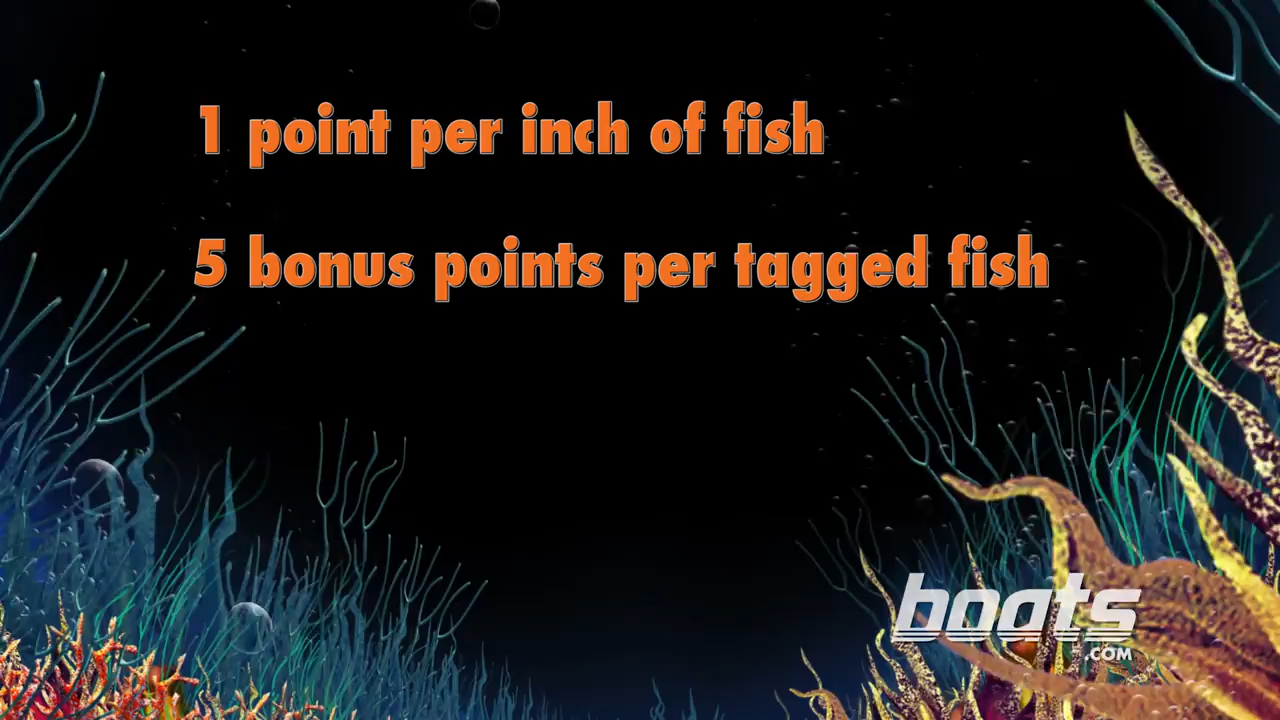 1 point per inch of fish
5 bonus points per tagged fish
boats
.COM